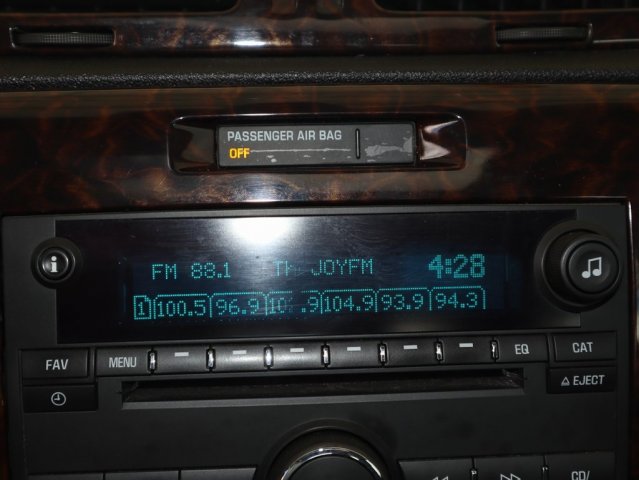 PASSENGER AIR BAG
OFF
FM 88.1 JOYFM 4:28
1 100.5 96.9 104.9 93.9 94.3
FAV MENU EQ CAT
EJECT
CD/